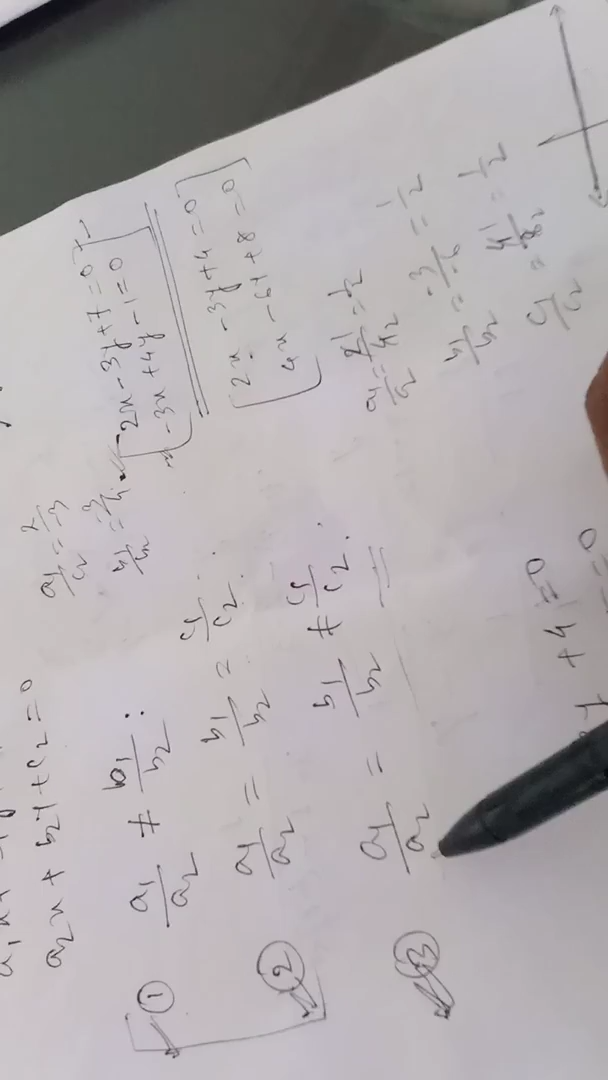 a₂x + b₂y + c₂ = 0
① a₁/a₂ ≠ b₁/b₂ :
② a₁/a₂ = b₁/b₂ = c₁/c₂ .
③ a₁/a₂ = b₁/b₂ ≠ c₁/c₂ .
a₁/a₂ = 2/-3
b₁/b₂ = -3/4
2x - 3y + 7 = 0
-3x + 4y - 1 = 0
2x - 3y + 4 = 0
4x - 6y + 8 = 0
a₁/a₂ = 2/4 = 1/2
b₁/b₂ = -3/-6 = 1/2
c₁/c₂ = 4/8 = 1/2
+ 4 = 0
= 0